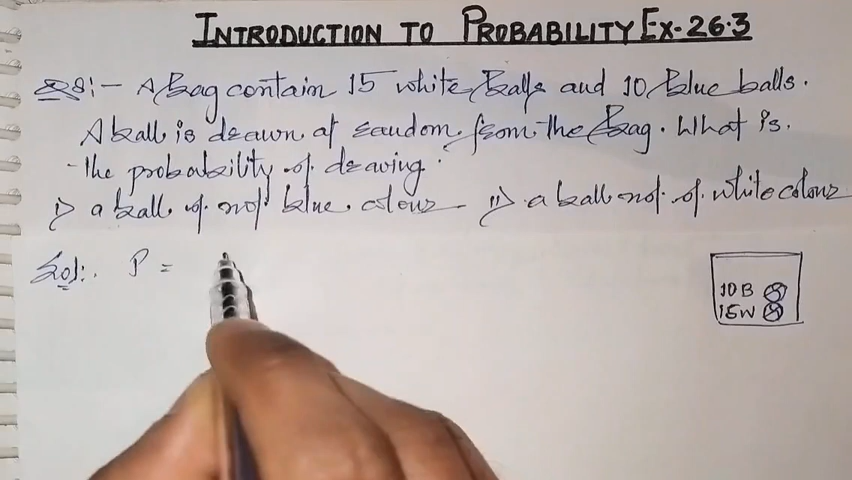 INTRODUCTION TO PROBABILITY EX-26.3
Q8:- A bag contain 15 white balls and 10 blue balls.
A ball is drawn at random from the bag. What is.
the probability of drawing.
i) a ball of not blue colour ii) a ball not of white colour
Sol:. P =
10B
15W